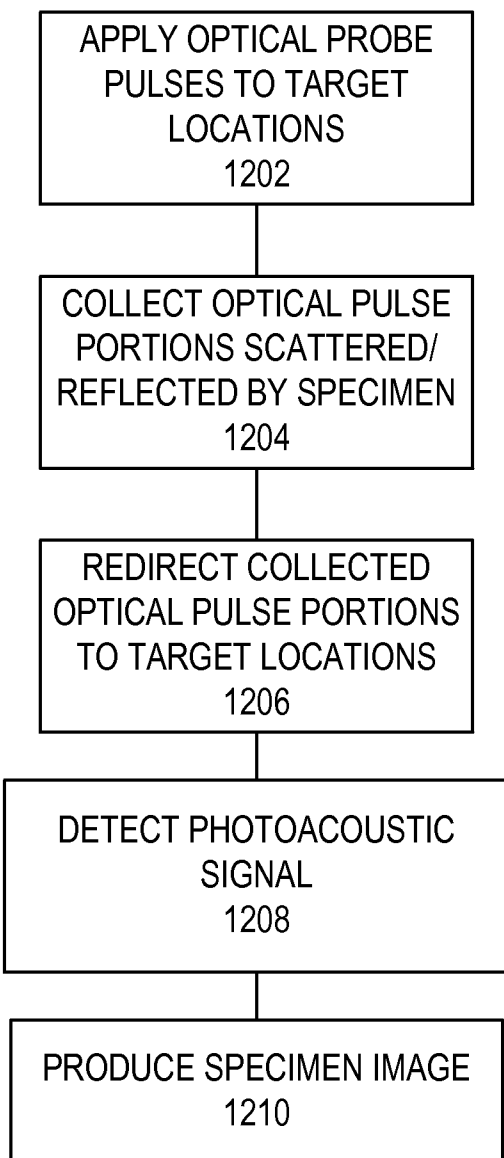 APPLY OPTICAL PROBE
PULSES TO TARGET
LOCATIONS
1202
COLLECT OPTICAL PULSE
PORTIONS SCATTERED/
REFLECTED BY SPECIMEN
1204
REDIRECT COLLECTED
OPTICAL PULSE PORTIONS
TO TARGET LOCATIONS
1206
DETECT PHOTOACOUSTIC
SIGNAL
1208
PRODUCE SPECIMEN IMAGE
1210